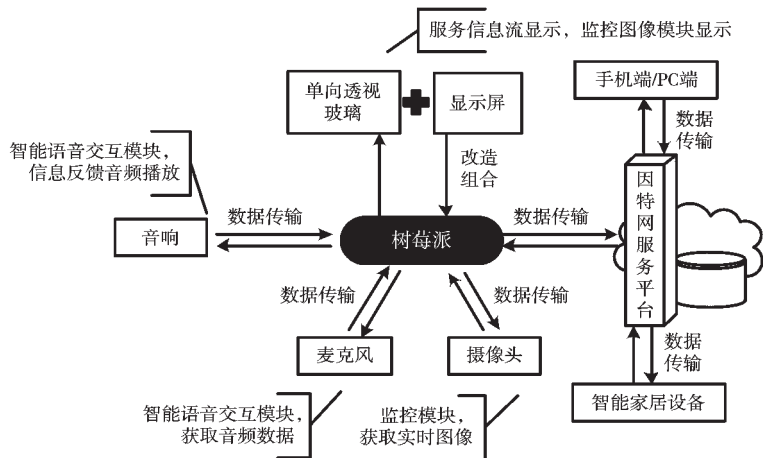 服务信息流显示，监控图像模块显示
单向透视
玻璃
显示屏
手机端/PC端
数据
传输
智能语音交互模块，
信息反馈音频播放
改造
组合
音响
数据传输
树莓派
数据传输
因特网服务平台
数据传输
数据传输
麦克风
摄像头
数据
传输
智能家居设备
智能语音交互模块，
获取音频数据
监控模块，
获取实时图像